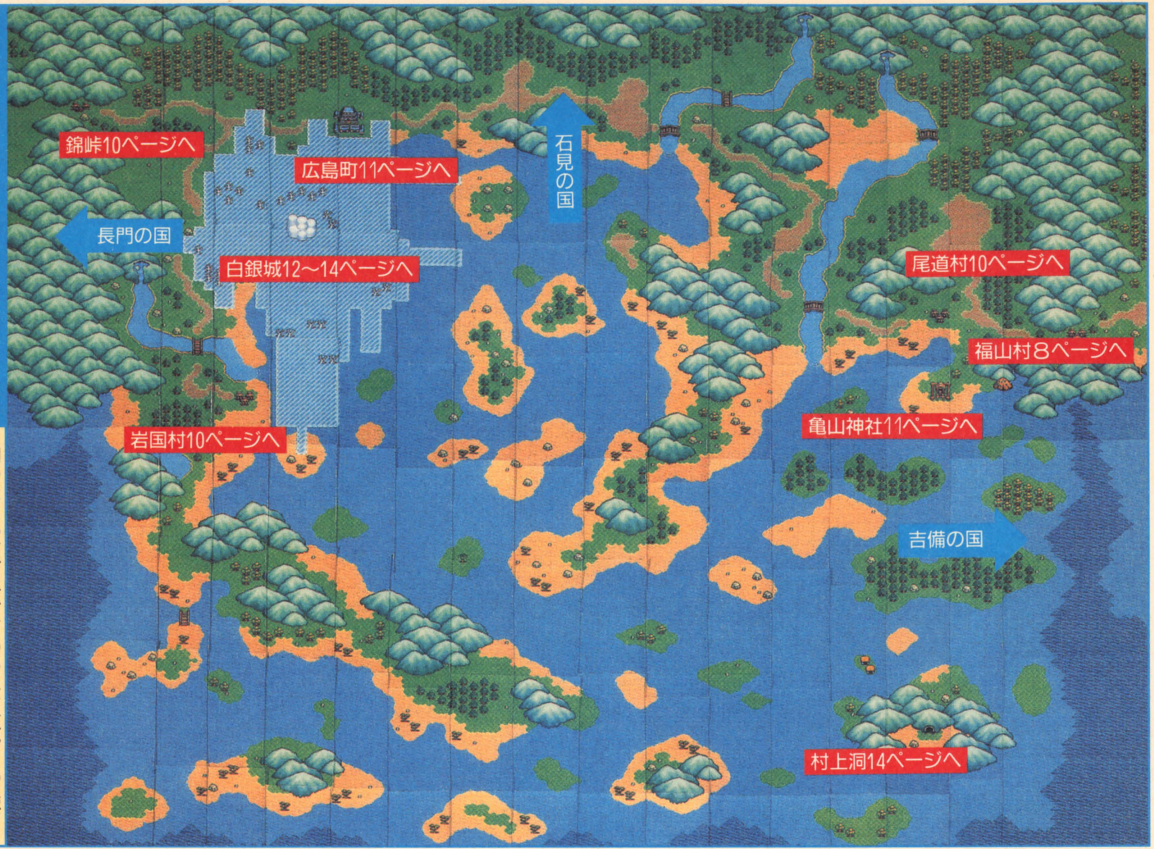 錦峠10ページへ
広島町11ページへ
石見の国
長門の国
白銀城12〜14ページへ
尾道村10ページへ
福山村8ページへ
岩国村10ページへ
亀山神社11ページへ
吉備の国
村上洞14ページへ